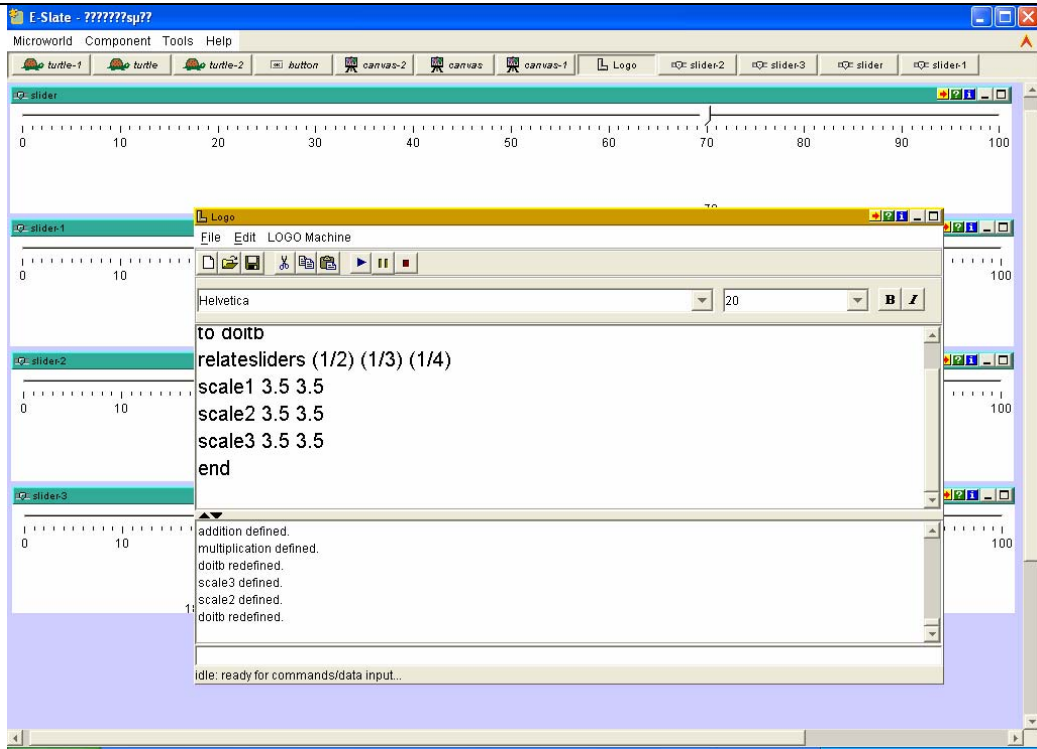 E-Slate - ???????sμ??
Microworld Component Tools Help
turtle-1 turtle turtle-2 button canvas-2 canvas canvas-1 Logo slider-2 slider-3 slider slider-1
slider
0 10 20 30 40 50 60 70 80 90 100
Logo
slider-1
File Edit LOGO Machine
0 10 100
Helvetica 20 B I
to doitb
relatesliders (1/2) (1/3) (1/4)
slider-2
scale1 3.5 3.5
0 10 100
scale2 3.5 3.5
scale3 3.5 3.5
end
slider-3
addition defined.
0 10 100
multiplication defined.
doitb redefined.
scale3 defined.
scale2 defined.
doitb redefined.
idle: ready for commands/data input...